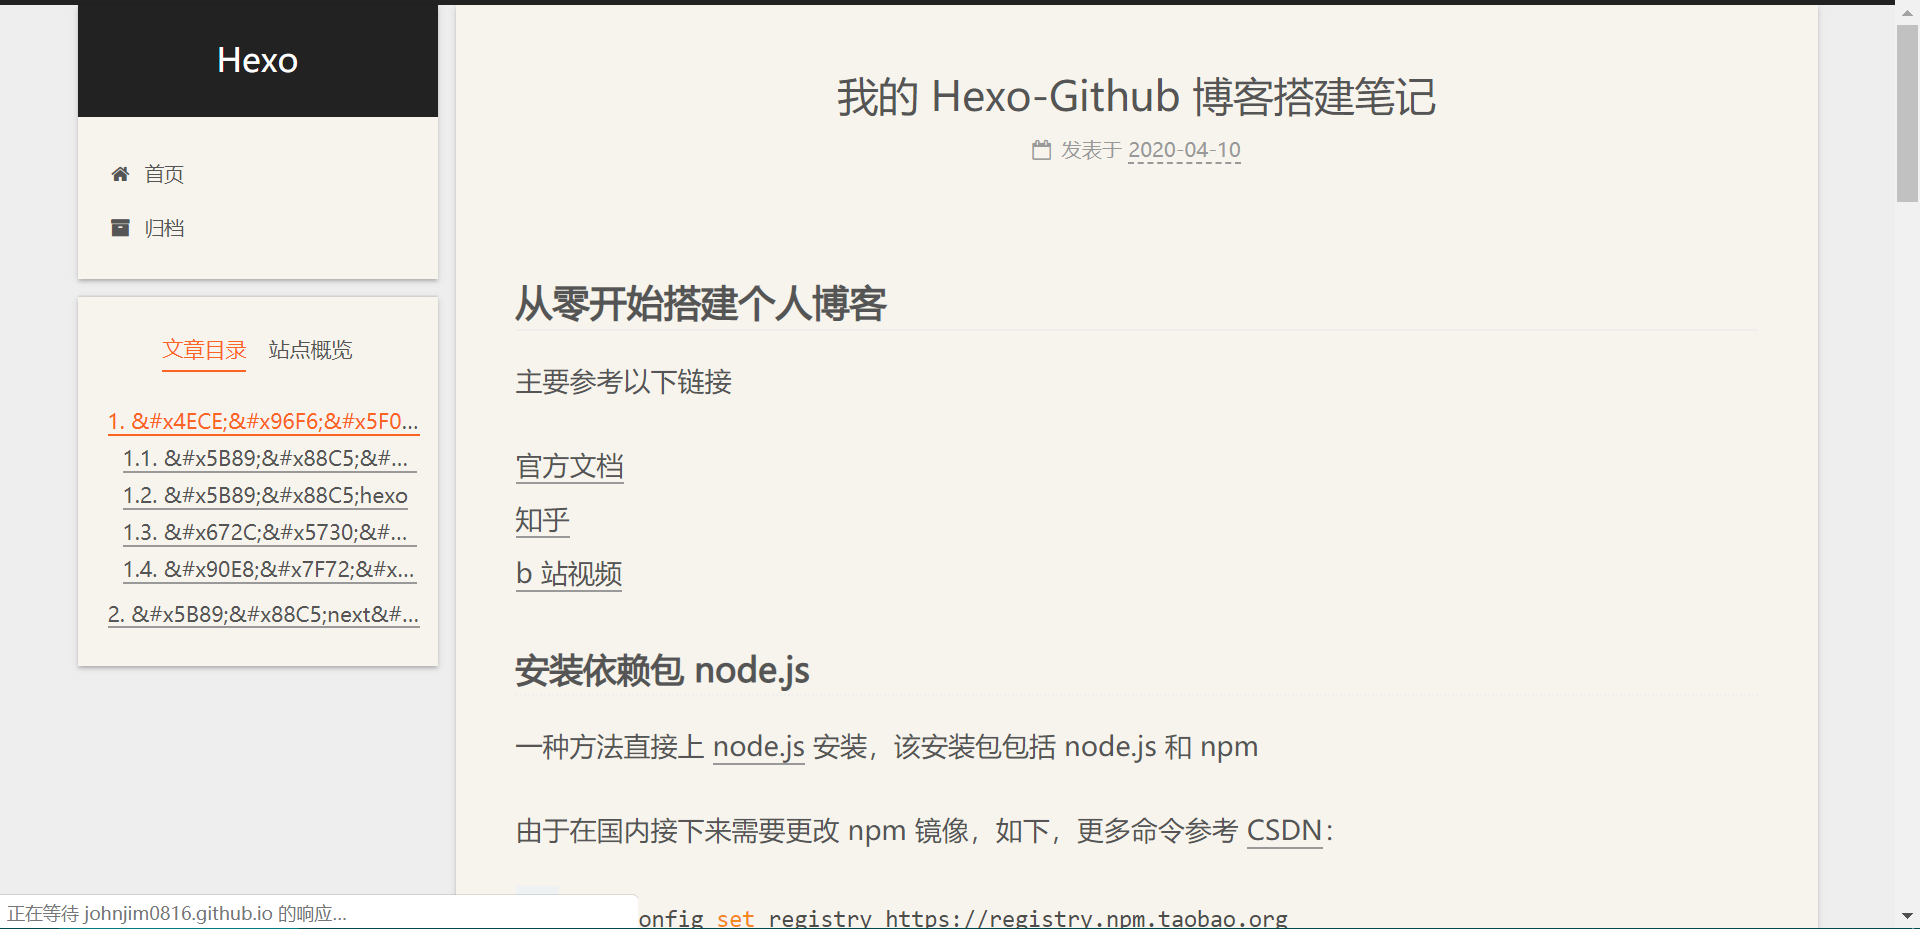 Hexo
首页
归档
文章目录 站点概览
1. &#x4ECE;&#x96F6;&#x5F0...
1.1. &#x5B89;&#x88C5;&#...
1.2. &#x5B89;&#x88C5;hexo
1.3. &#x672C;&#x5730;&#...
1.4. &#x90E8;&#x7F72;&#x...
2. &#x5B89;&#x88C5;next&#...
我的 Hexo-Github 博客搭建笔记
发表于 2020-04-10
从零开始搭建个人博客
主要参考以下链接
官方文档
知乎
b 站视频
安装依赖包 node.js
一种方法直接上 node.js 安装，该安装包包括 node.js 和 npm
由于在国内接下来需要更改 npm 镜像，如下，更多命令参考 CSDN：
onfig set registry https://registry.npm.taobao.org
正在等待 johnjim0816.github.io 的响应...